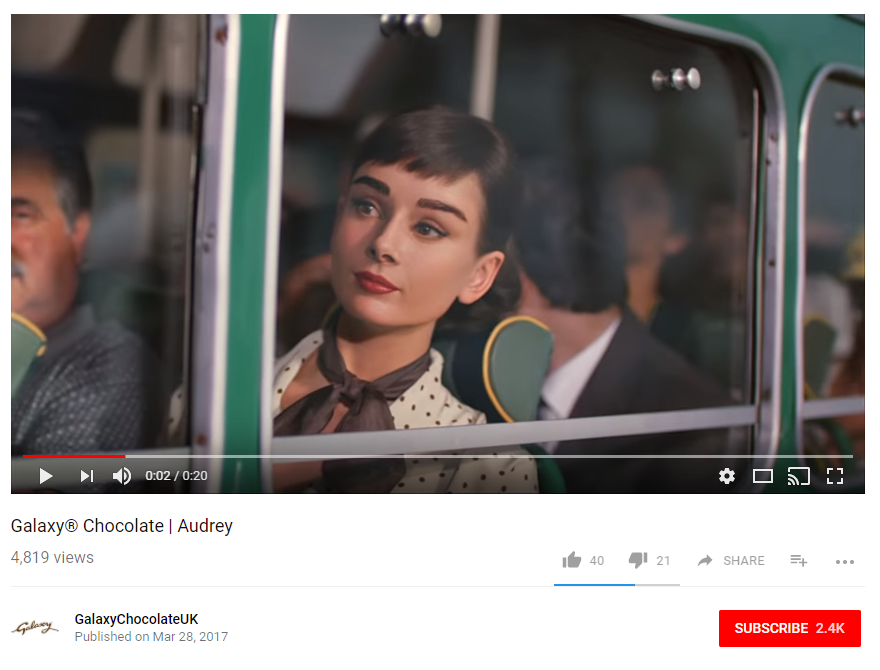 0:02 / 0:20
Galaxy® Chocolate | Audrey
4,819 views
40
21
SHARE
Galaxy
GalaxyChocolateUK
Published on Mar 28, 2017
SUBSCRIBE 2.4K